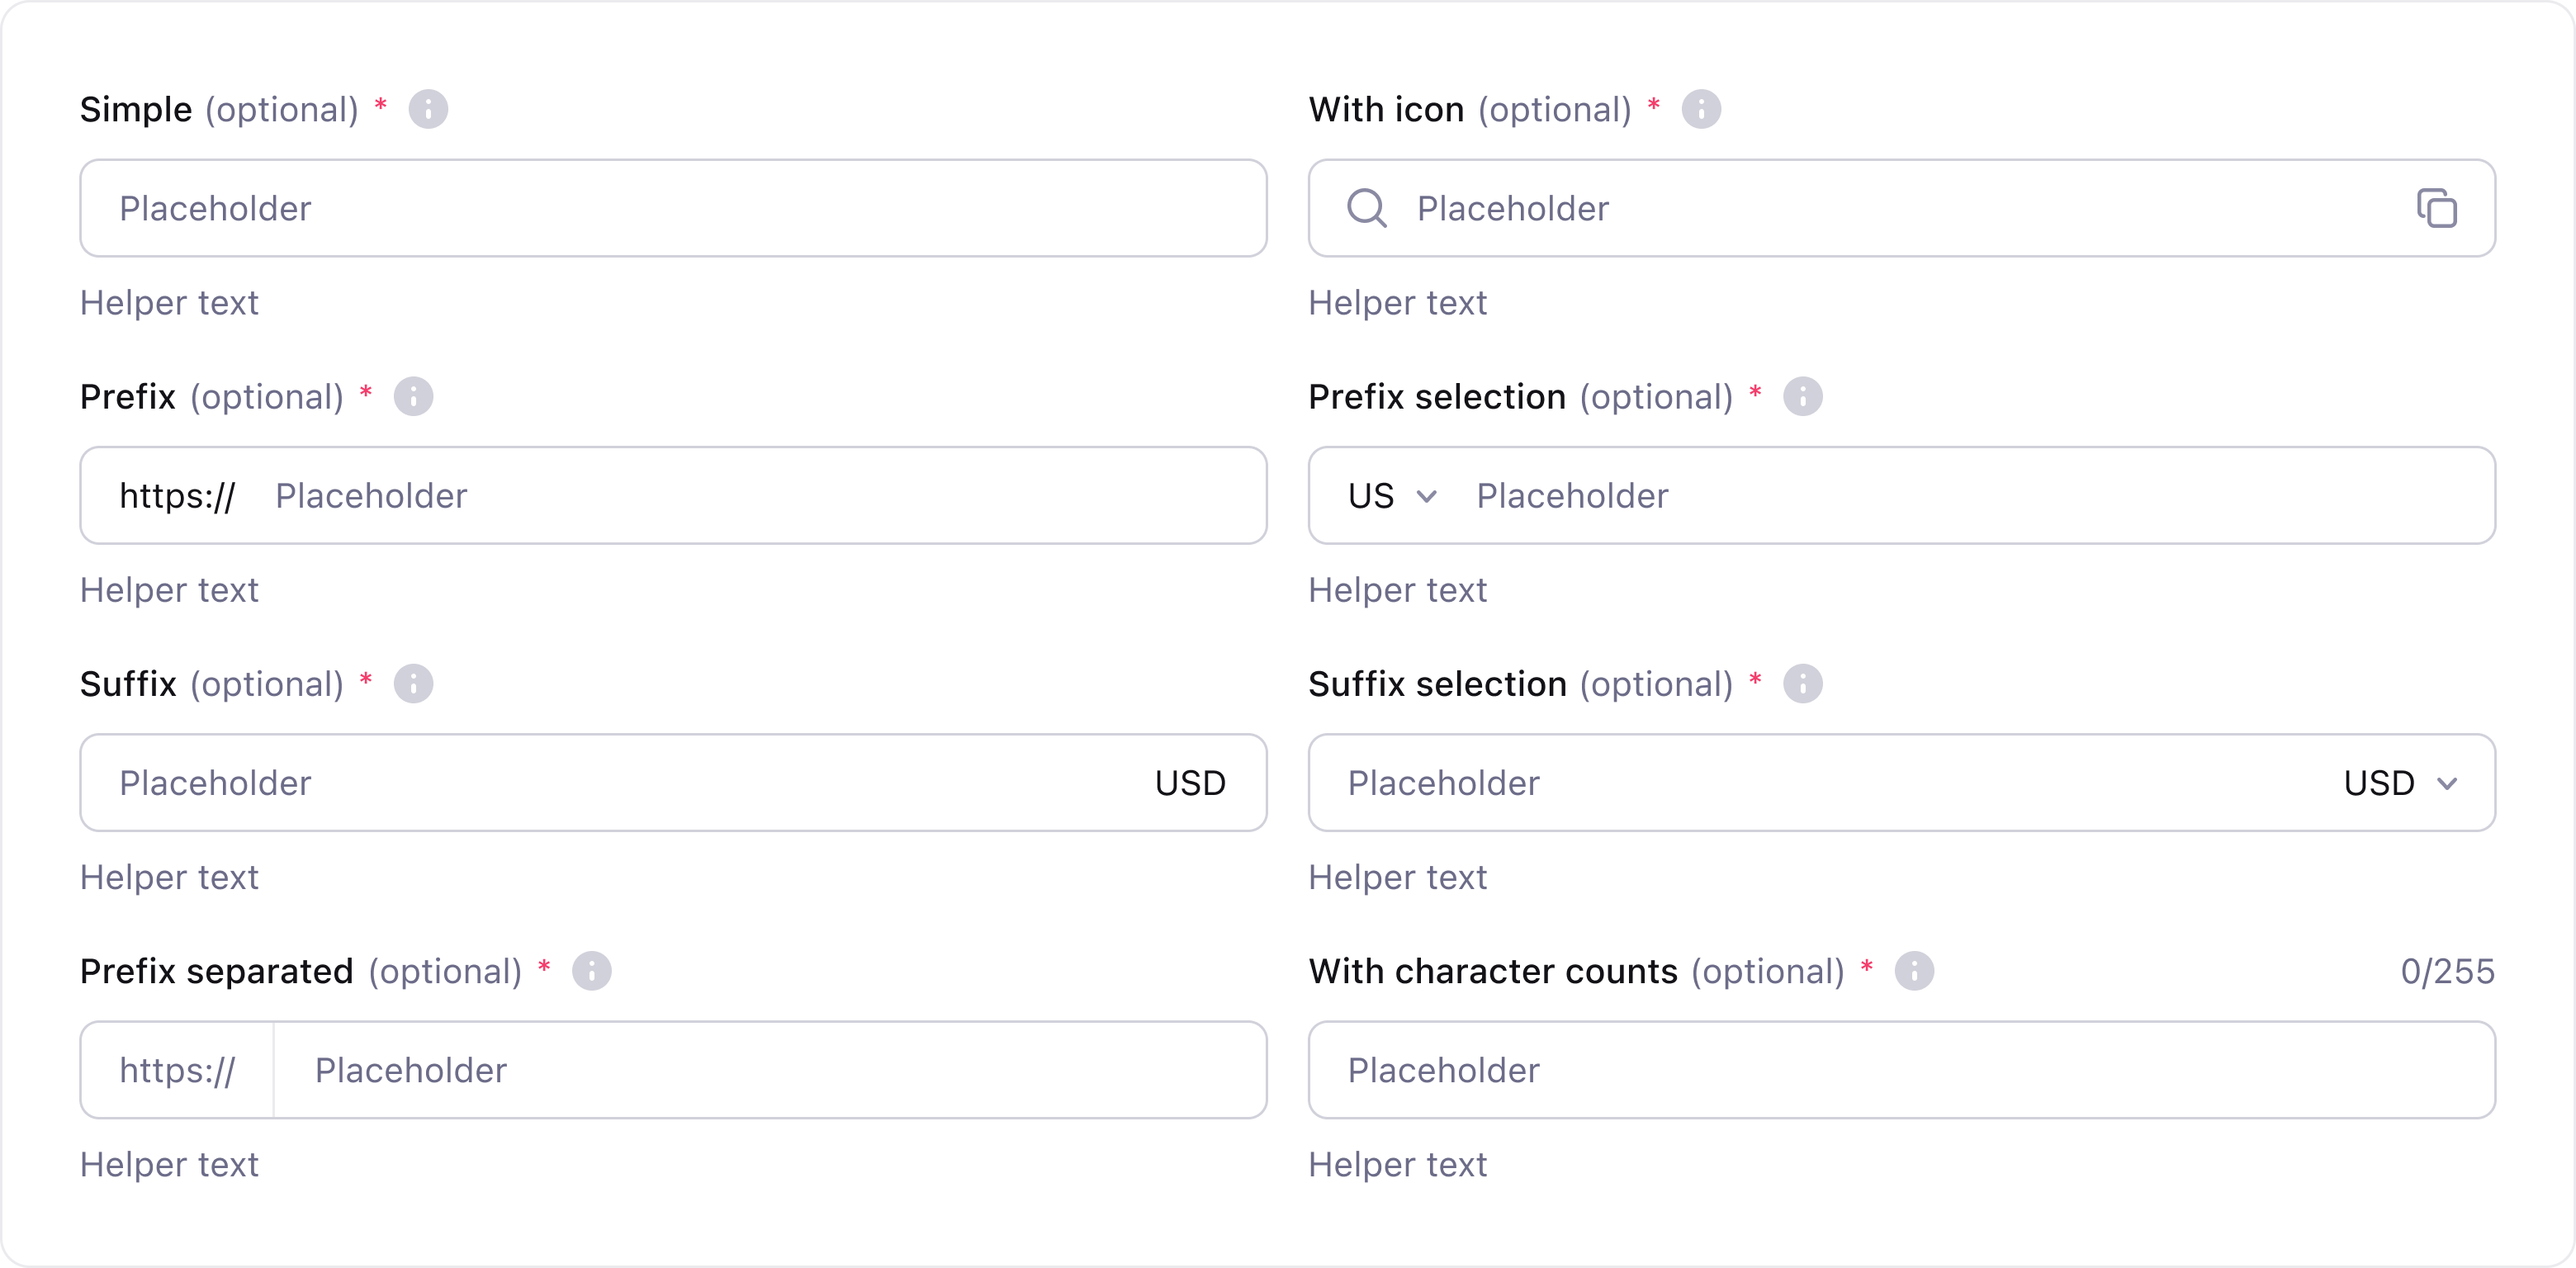 Simple (optional) *
With icon (optional) *
Placeholder
Placeholder
Helper text
Helper text
Prefix (optional) *
Prefix selection (optional) *
https:// Placeholder
US Placeholder
Helper text
Helper text
Suffix (optional) *
Suffix selection (optional) *
Placeholder USD
Placeholder USD
Helper text
Helper text
Prefix separated (optional) *
With character counts (optional) * 0/255
https:// Placeholder
Placeholder
Helper text
Helper text